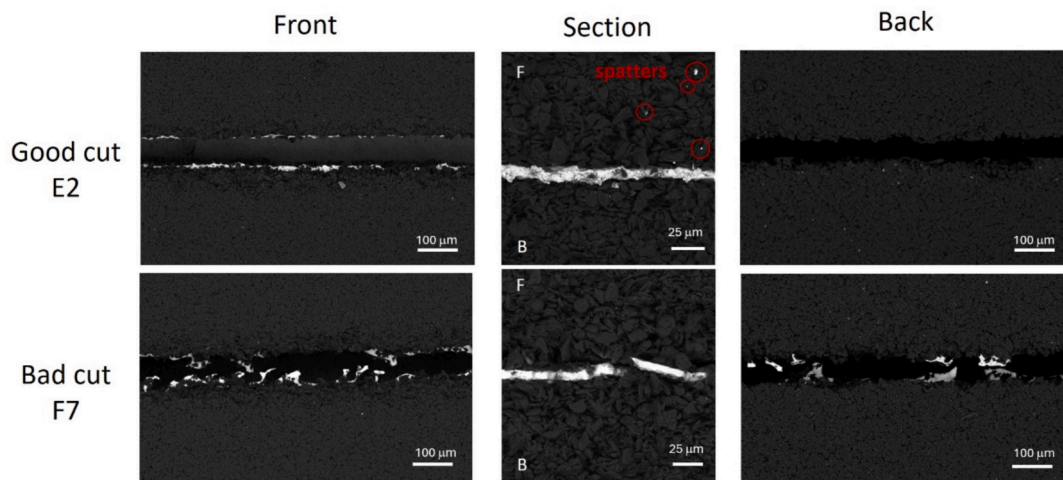 Front
Section
Back
Good cut
E2
100 μm
F
spatters
B
25 μm
100 μm
Bad cut
F7
100 μm
F
B
25 μm
100 μm